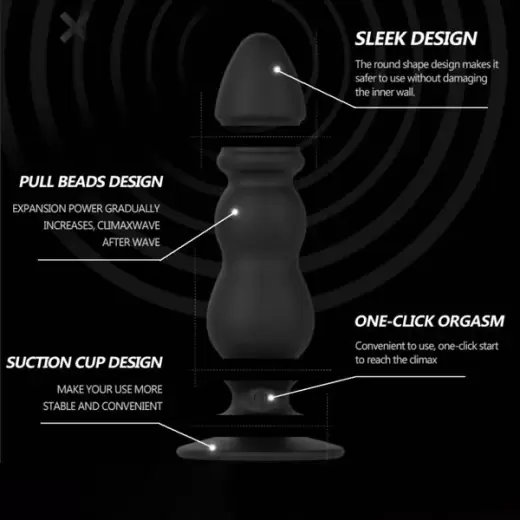 SLEEK DESIGN
The round shape design makes it
safer to use without damaging
the inner wall.
PULL BEADS DESIGN
EXPANSION POWER GRADUALLY
INCREASES, CLIMAXWAVE
AFTER WAVE
ONE-CLICK ORGASM
Convenient to use, one-click start
to reach the climax
SUCTION CUP DESIGN
MAKE YOUR USE MORE
STABLE AND CONVENIENT